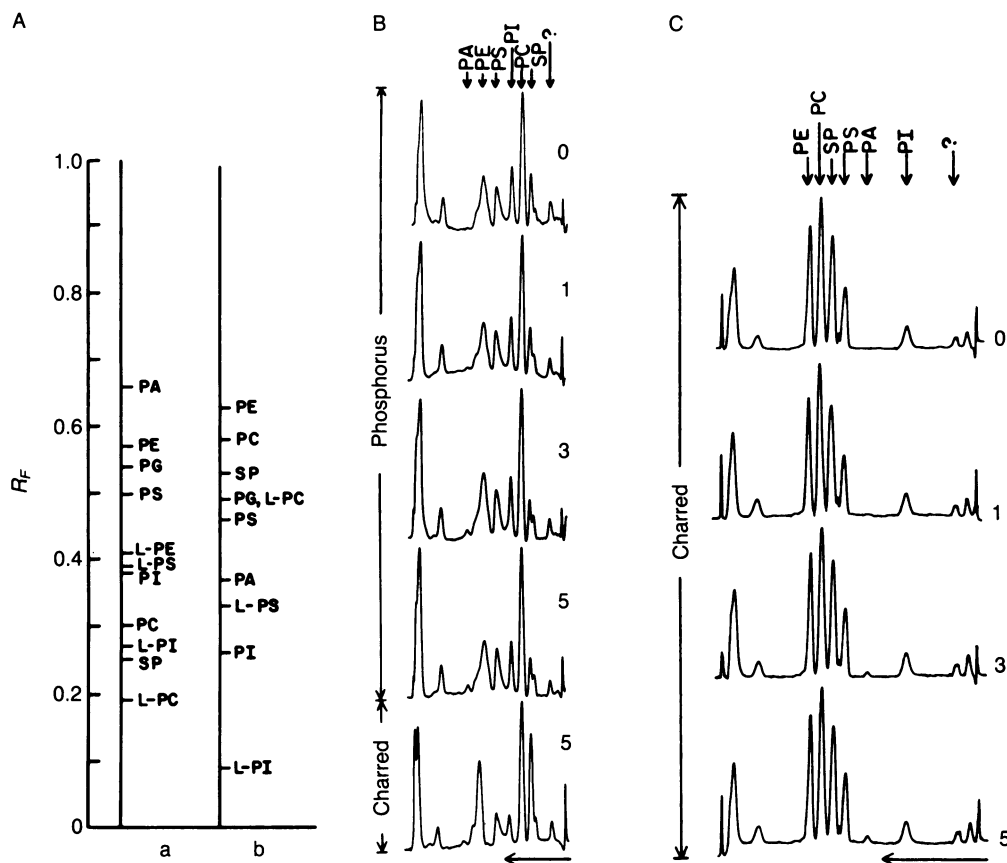 A
1.0
0.8
0.6
0.4
0.2
0
R_F
PA
PE
PG
PS
L-PE
L-PS
PI
PC
L-PI
SP
L-PC
a
PE
PC
SP
PG, L-PC
PS
PA
L-PS
PI
L-PI
b
B
PA
PE
PS
PI
PC
SP
?
Phosphorus
Charred
0
1
3
5
5
C
PE
PC
SP
PS
PA
PI
?
Charred
0
1
3
5